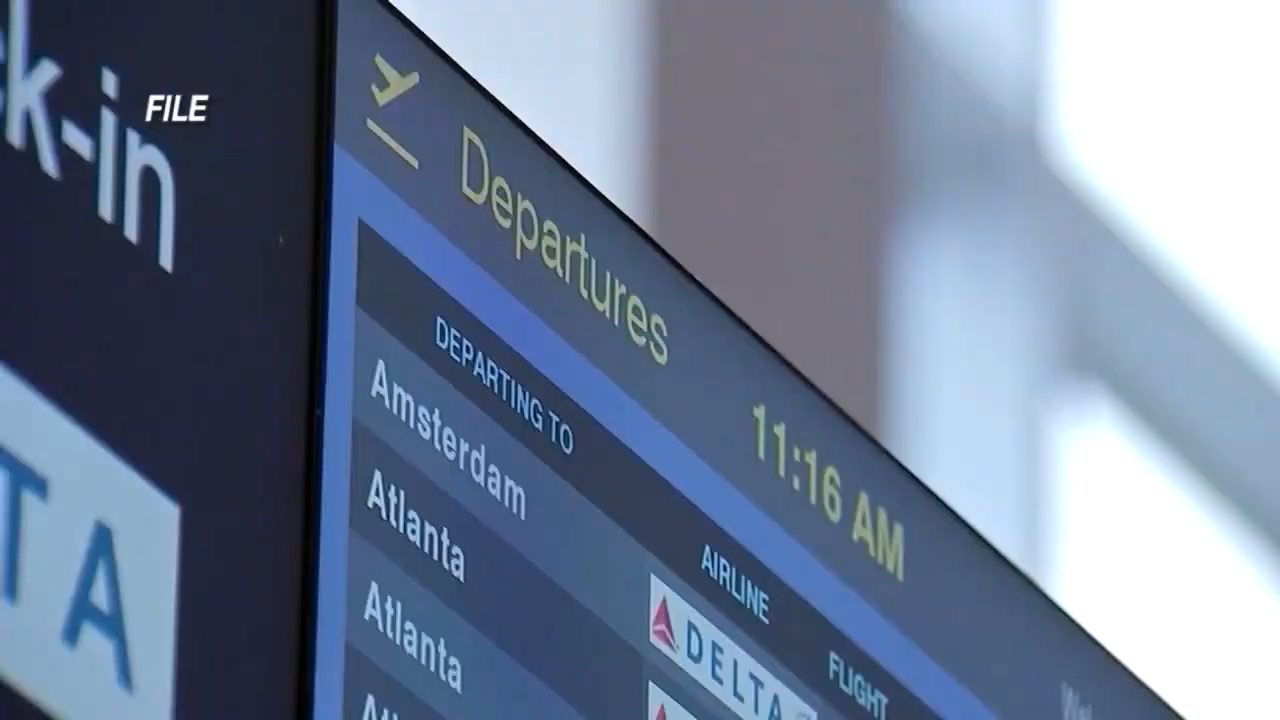 k-in
FILE
Departures
11:16 AM
DEPARTING TO
AIRLINE
FLIGHT
Amsterdam
DELTA
Atlanta
Atlanta
TA